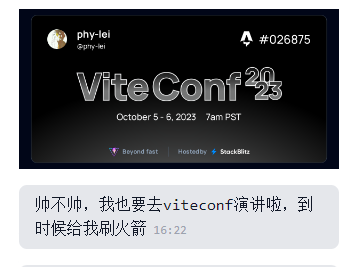 phy-lei
@phy-lei
#026875
ViteConf 2023
October 5 - 6, 2023 7am PST
Beyond fast Hosted by StackBlitz
帅不帅，我也要去viteconf演讲啦，到
时候给我刷火箭 16:22